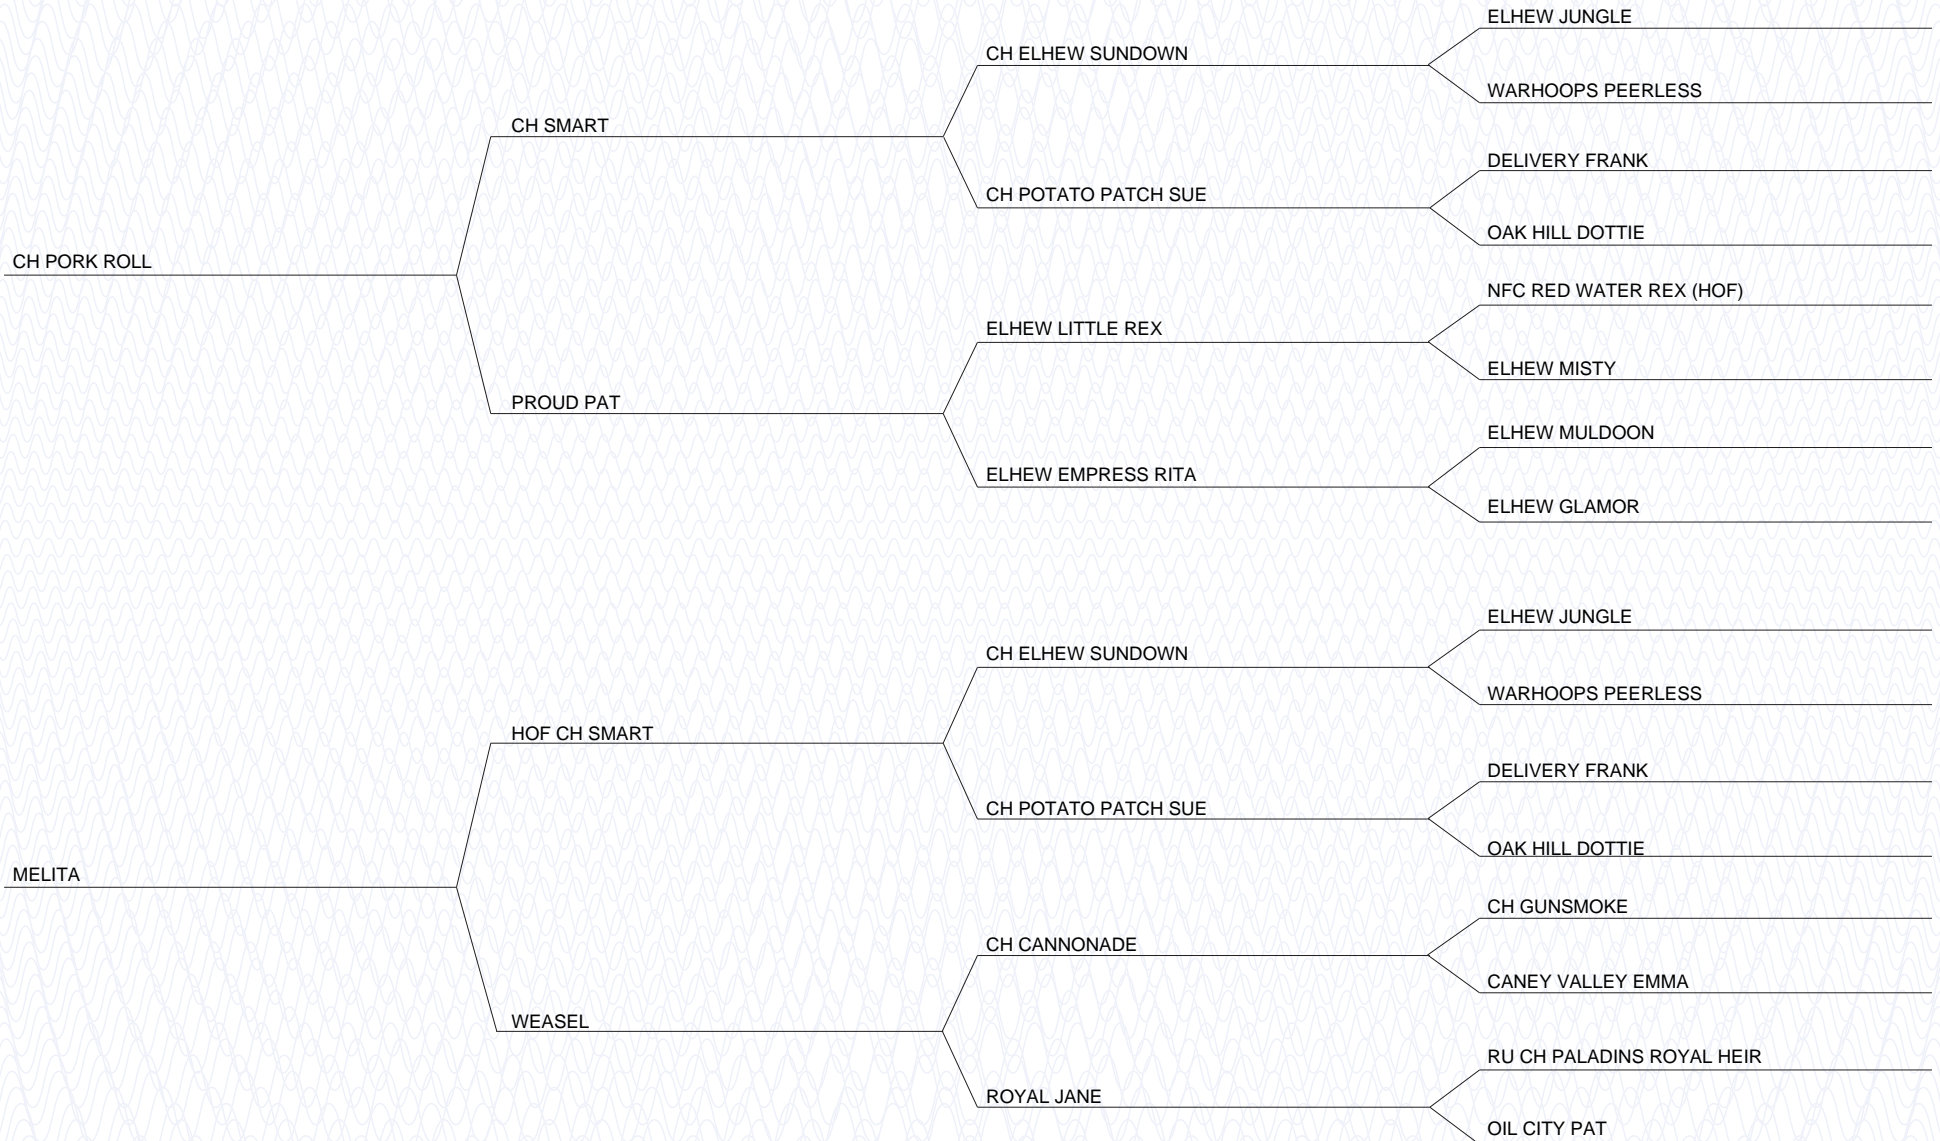 ELHEW JUNGLE
CH ELHEW SUNDOWN
WARHOOPS PEERLESS
CH SMART
DELIVERY FRANK
CH POTATO PATCH SUE
OAK HILL DOTTIE
CH PORK ROLL
NFC RED WATER REX (HOF)
ELHEW LITTLE REX
ELHEW MISTY
PROUD PAT
ELHEW MULDOON
ELHEW EMPRESS RITA
ELHEW GLAMOR
ELHEW JUNGLE
CH ELHEW SUNDOWN
WARHOOPS PEERLESS
HOF CH SMART
DELIVERY FRANK
CH POTATO PATCH SUE
OAK HILL DOTTIE
MELITA
CH GUNSMOKE
CH CANNONADE
CANEY VALLEY EMMA
WEASEL
RU CH PALADINS ROYAL HEIR
ROYAL JANE
OIL CITY PAT